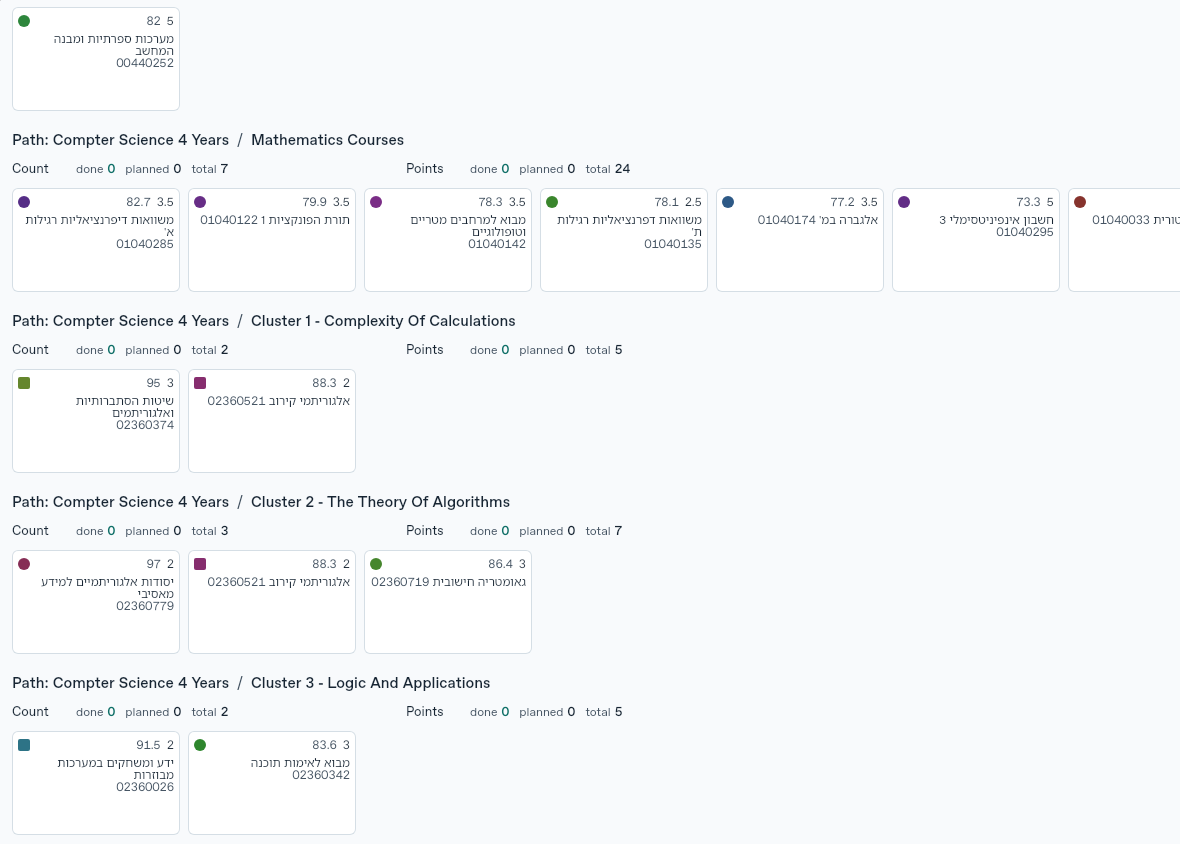 82 5
מערכות ספרתיות ומבנה
המחשב
00440252
Path: Compter Science 4 Years / Mathematics Courses
Count done 0 planned 0 total 7 Points done 0 planned 0 total 24
82.7 3.5
משוואות דיפרנציאליות רגילות
א'
01040285
79.9 3.5
תורת הפונקציות 1 01040122
78.3 3.5
מבוא למרחבים מטריים
וטופולוגיים
01040142
78.1 2.5
משוואות דפרנציאליות רגילות
ת'
01040135
77.2 3.5
אלגברה במ' 01040174
73.3 5
חשבון אינפיניטסימלי 3
01040295
01040033
Path: Compter Science 4 Years / Cluster 1 - Complexity Of Calculations
Count done 0 planned 0 total 2 Points done 0 planned 0 total 5
95 3
שיטות הסתברותיות
ואלגוריתמים
02360374
88.3 2
אלגוריתמי קירוב 02360521
Path: Compter Science 4 Years / Cluster 2 - The Theory Of Algorithms
Count done 0 planned 0 total 3 Points done 0 planned 0 total 7
97 2
יסודות אלגוריתמיים למידע
מאסיבי
02360779
88.3 2
אלגוריתמי קירוב 02360521
86.4 3
גאומטריה חישובית 02360719
Path: Compter Science 4 Years / Cluster 3 - Logic And Applications
Count done 0 planned 0 total 2 Points done 0 planned 0 total 5
91.5 2
ידע ומשחקים במערכות
מבוזרות
02360026
83.6 3
מבוא לאימות תוכנה
02360342